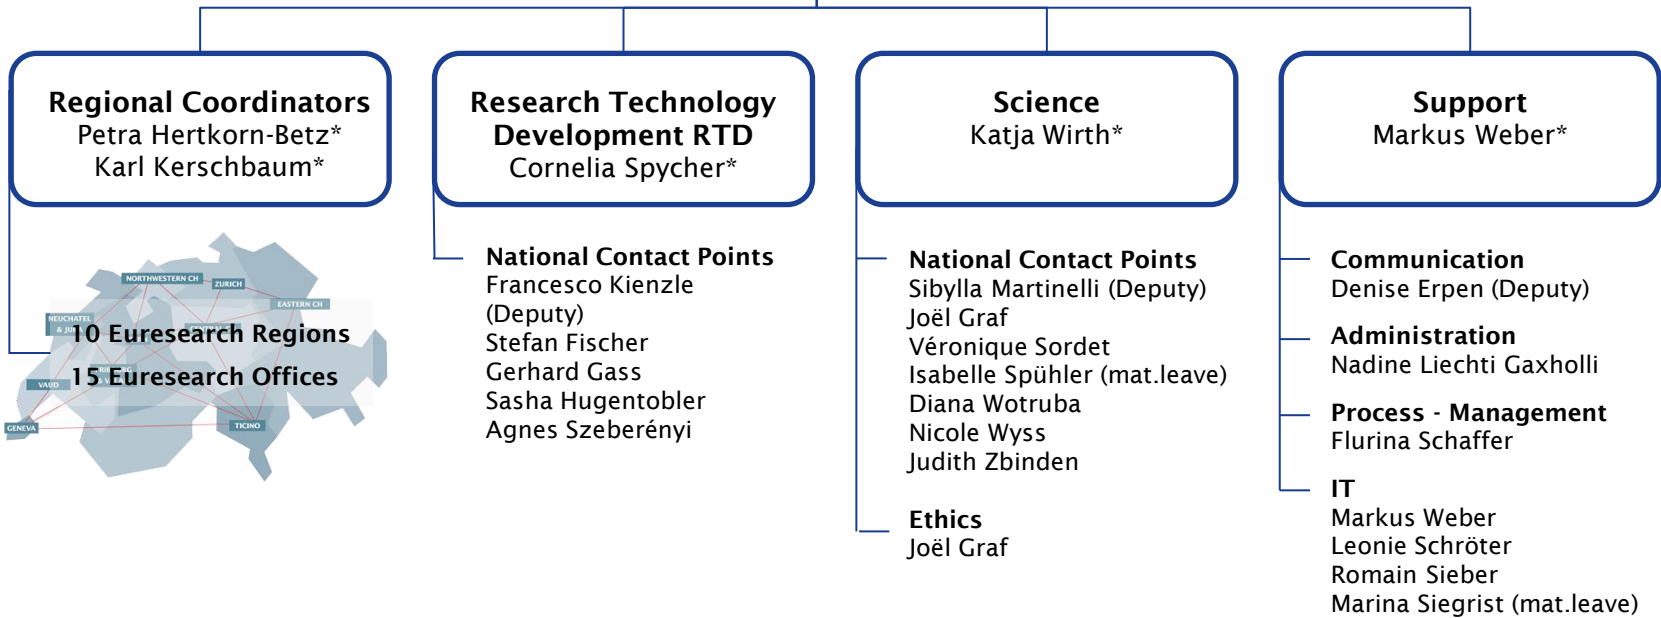 Regional Coordinators
Petra Hertkorn-Betz*
Karl Kerschbaum*
NORTHWESTERN CH
ZURICH
EASTERN CH
NEUCHATEL
& JURA
10 Euresearch Regions
15 Euresearch Offices
VAUD
GENEVA
TICINO
Research Technology
Development RTD
Cornelia Spycher*
National Contact Points
Francesco Kienzle
(Deputy)
Stefan Fischer
Gerhard Gass
Sasha Hugentobler
Agnes Szeberényi
Science
Katja Wirth*
National Contact Points
Sibylla Martinelli (Deputy)
Joël Graf
Véronique Sordet
Isabelle Spühler (mat.leave)
Diana Wotruba
Nicole Wyss
Judith Zbinden
Ethics
Joël Graf
Support
Markus Weber*
Communication
Denise Erpen (Deputy)
Administration
Nadine Liechti Gaxholli
Process - Management
Flurina Schaffer
IT
Markus Weber
Leonie Schröter
Romain Sieber
Marina Siegrist (mat.leave)